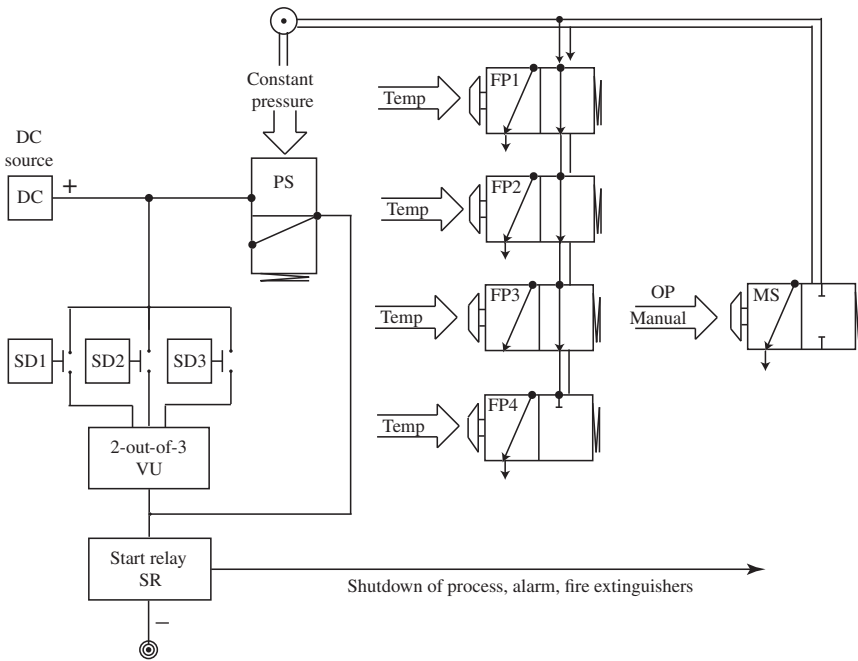 Constant
pressure
DC
source
DC
+
PS
Temp
FP1
Temp
FP2
Temp
FP3
Temp
FP4
OP
Manual
MS
SD1
SD2
SD3
2-out-of-3
VU
Start relay
SR
Shutdown of process, alarm, fire extinguishers
−